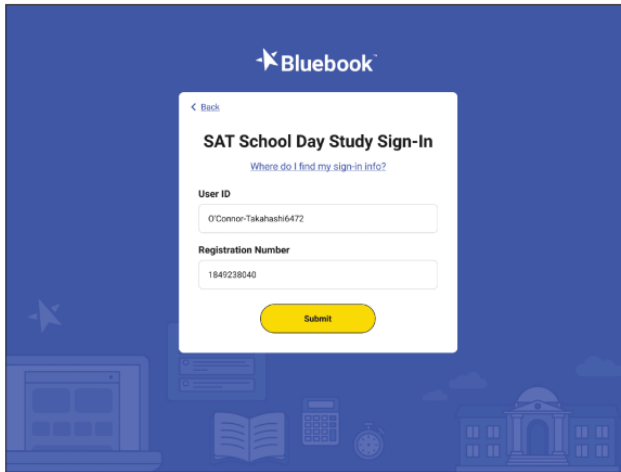 Bluebook™
Back
SAT School Day Study Sign-In
Where do I find my sign-in info?
User ID
O'Connor-Takahashi6472
Registration Number
1849238040
Submit